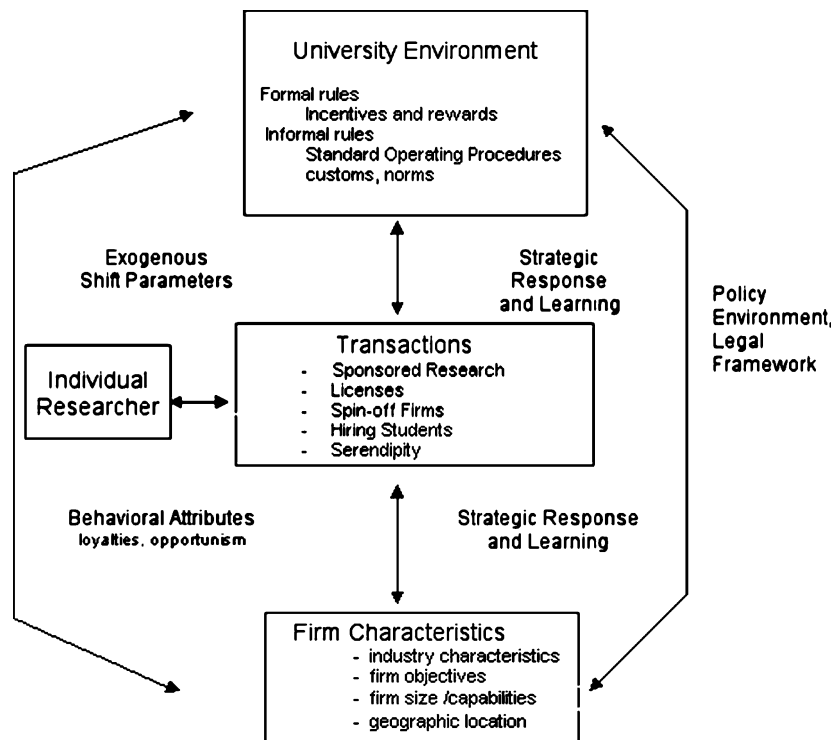 University Environment
Formal rules
Incentives and rewards
Informal rules
Standard Operating Procedures
customs, norms
Exogenous
Shift Parameters
Strategic
Response
and Learning
Policy
Environment,
Legal
Framework
Individual
Researcher
Transactions
- Sponsored Research
- Licenses
- Spin-off Firms
- Hiring Students
- Serendipity
Behavioral Attributes
loyalties, opportunism
Strategic Response
and Learning
Firm Characteristics
- industry characteristics
- firm objectives
- firm size /capabilities
- geographic location